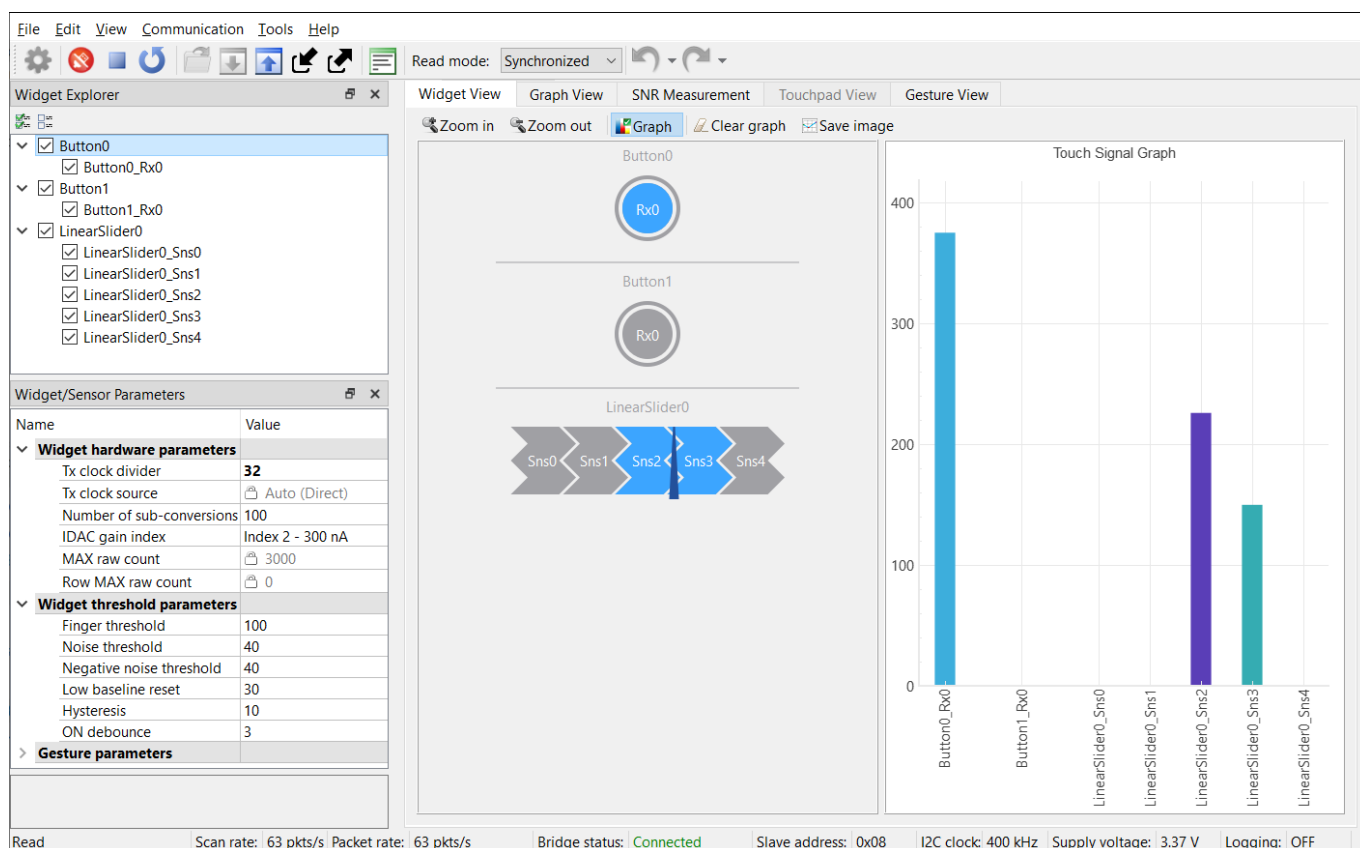 File Edit View Communication Tools Help
Read mode: Synchronized
Widget Explorer
Button0
Button0_Rx0
Button1
Button1_Rx0
LinearSlider0
LinearSlider0_Sns0
LinearSlider0_Sns1
LinearSlider0_Sns2
LinearSlider0_Sns3
LinearSlider0_Sns4
Widget/Sensor Parameters
Name Value
Widget hardware parameters
Tx clock divider 32
Tx clock source Auto (Direct)
Number of sub-conversions 100
IDAC gain index Index 2 - 300 nA
MAX raw count 3000
Row MAX raw count 0
Widget threshold parameters
Finger threshold 100
Noise threshold 40
Negative noise threshold 40
Low baseline reset 30
Hysteresis 10
ON debounce 3
Gesture parameters
Widget View Graph View SNR Measurement Touchpad View Gesture View
Zoom in Zoom out Graph Clear graph Save image
Button0
Rx0
Button1
Rx0
LinearSlider0
Sns0 Sns1 Sns2 Sns3 Sns4
Touch Signal Graph
400
300
200
100
0
Button0_Rx0
Button1_Rx0
LinearSlider0_Sns0
LinearSlider0_Sns1
LinearSlider0_Sns2
LinearSlider0_Sns3
LinearSlider0_Sns4
Read Scan rate: 63 pkts/s Packet rate: 63 pkts/s Bridge status: Connected Slave address: 0x08 I2C clock: 400 kHz Supply voltage: 3.37 V Logging: OFF